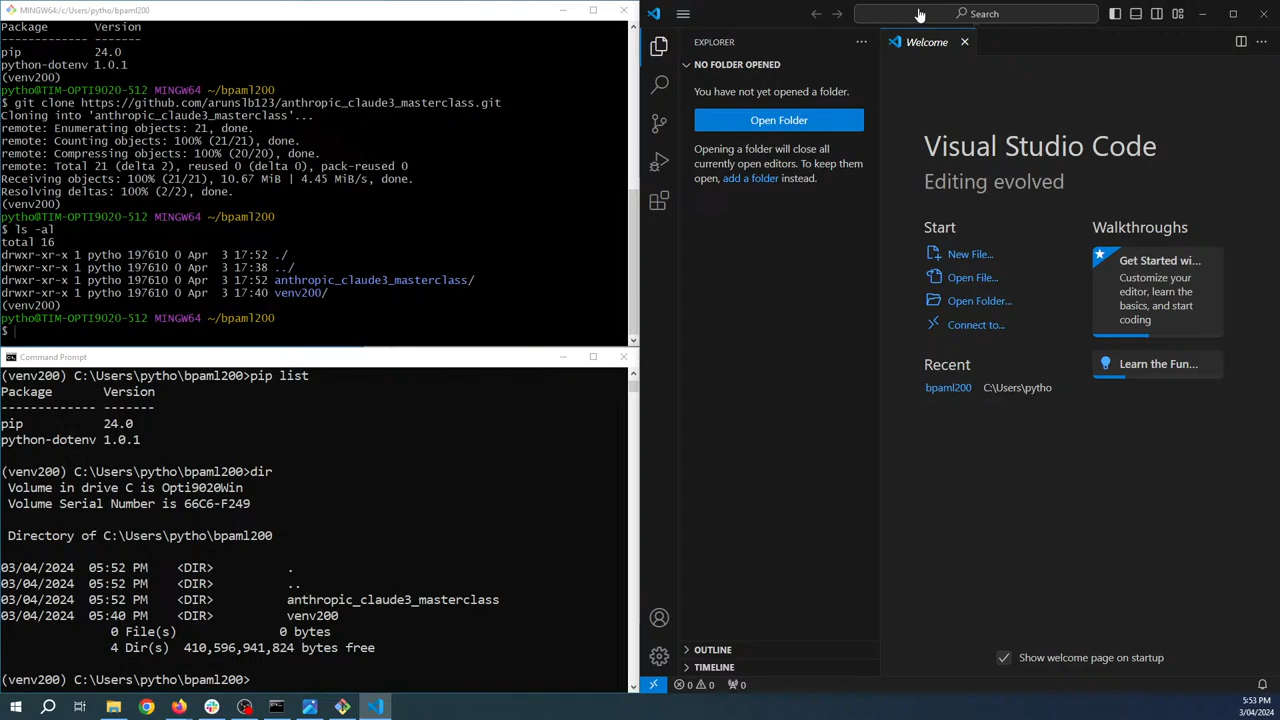 MINGW64:/c/Users/pytho/bpaml200
Package Version
------------- -------
pip 24.0
python-dotenv 1.0.1
(venv200)
pytho@TIM-OPTI9020-512 MINGW64 ~/bpaml200
$ git clone https://github.com/arunslb123/anthropic_claude3_masterclass.git
Cloning into 'anthropic_claude3_masterclass'...
remote: Enumerating objects: 21, done.
remote: Counting objects: 100% (21/21), done.
remote: Compressing objects: 100% (20/20), done.
remote: Total 21 (delta 2), reused 0 (delta 0), pack-reused 0
Receiving objects: 100% (21/21), 10.67 MiB | 4.45 MiB/s, done.
Resolving deltas: 100% (2/2), done.
(venv200)
pytho@TIM-OPTI9020-512 MINGW64 ~/bpaml200
$ ls -al
total 16
drwxr-xr-x 1 pytho 197610 0 Apr  3 17:52 ./
drwxr-xr-x 1 pytho 197610 0 Apr  3 17:38 ../
drwxr-xr-x 1 pytho 197610 0 Apr  3 17:52 anthropic_claude3_masterclass/
drwxr-xr-x 1 pytho 197610 0 Apr  3 17:40 venv200/
(venv200)
pytho@TIM-OPTI9020-512 MINGW64 ~/bpaml200
$
Command Prompt
(venv200) C:\Users\pytho\bpaml200>pip list
Package Version
------------- -------
pip 24.0
python-dotenv 1.0.1
(venv200) C:\Users\pytho\bpaml200>dir
Volume in drive C is Opti9020Win
Volume Serial Number is 66C6-F249
Directory of C:\Users\pytho\bpaml200
03/04/2024 05:52 PM <DIR> .
03/04/2024 05:52 PM <DIR> ..
03/04/2024 05:52 PM <DIR> anthropic_claude3_masterclass
03/04/2024 05:40 PM <DIR> venv200
0 File(s) 0 bytes
4 Dir(s) 410,596,941,824 bytes free
(venv200) C:\Users\pytho\bpaml200>
Search
EXPLORER
NO FOLDER OPENED
You have not yet opened a folder.
Open Folder
Opening a folder will close all
currently open editors. To keep them
open, add a folder instead.
OUTLINE
TIMELINE
Welcome
Visual Studio Code
Editing evolved
Start
New File...
Open File...
Open Folder...
Connect to...
Recent
bpaml200 C:\Users\pytho
Walkthroughs
Get Started wi...
Customize your
editor, learn the
basics, and start
coding
Learn the Fun...
Show welcome page on startup
0 0 0
5:53 PM
3/04/2024